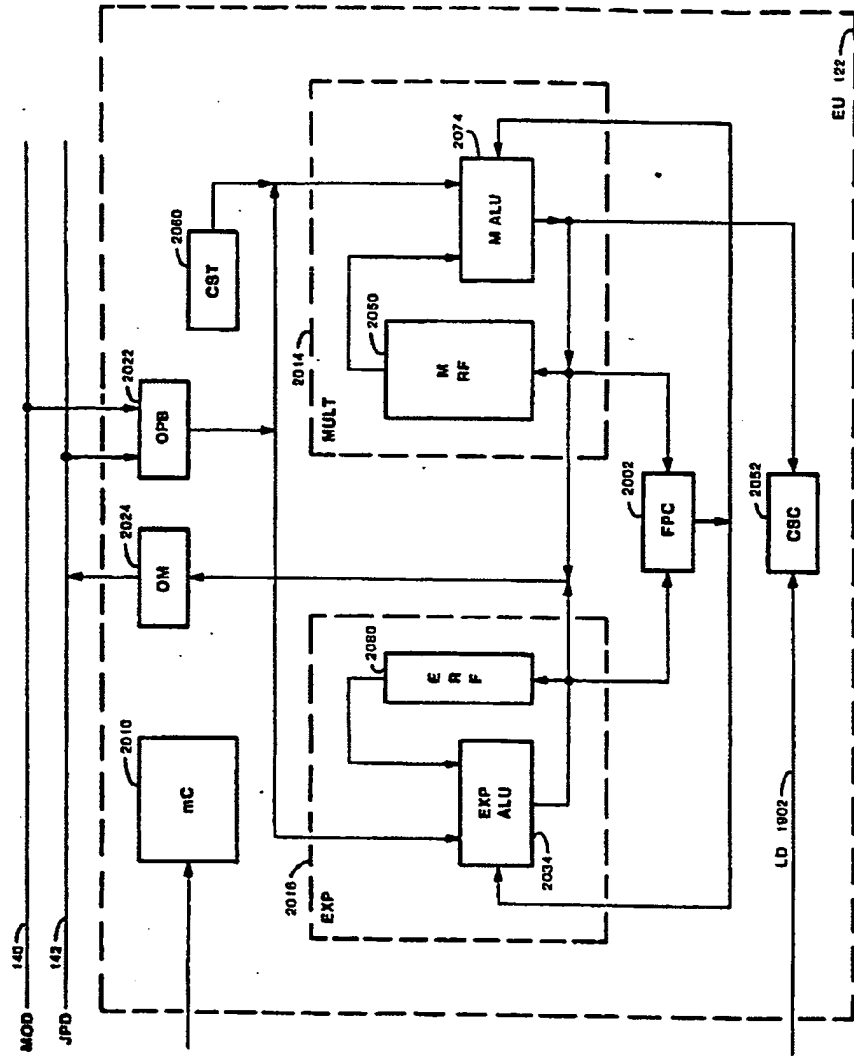 MOD 140
JPD 142
2010
mC
2024
OM
2022
OPB
2060
CST
2016
EXP
2034
EXP
ALU
2080
E
R
F
2014
MULT
2050
M
RF
2074
M ALU
2002
FPC
2052
CSC
LD 1902
EU 122